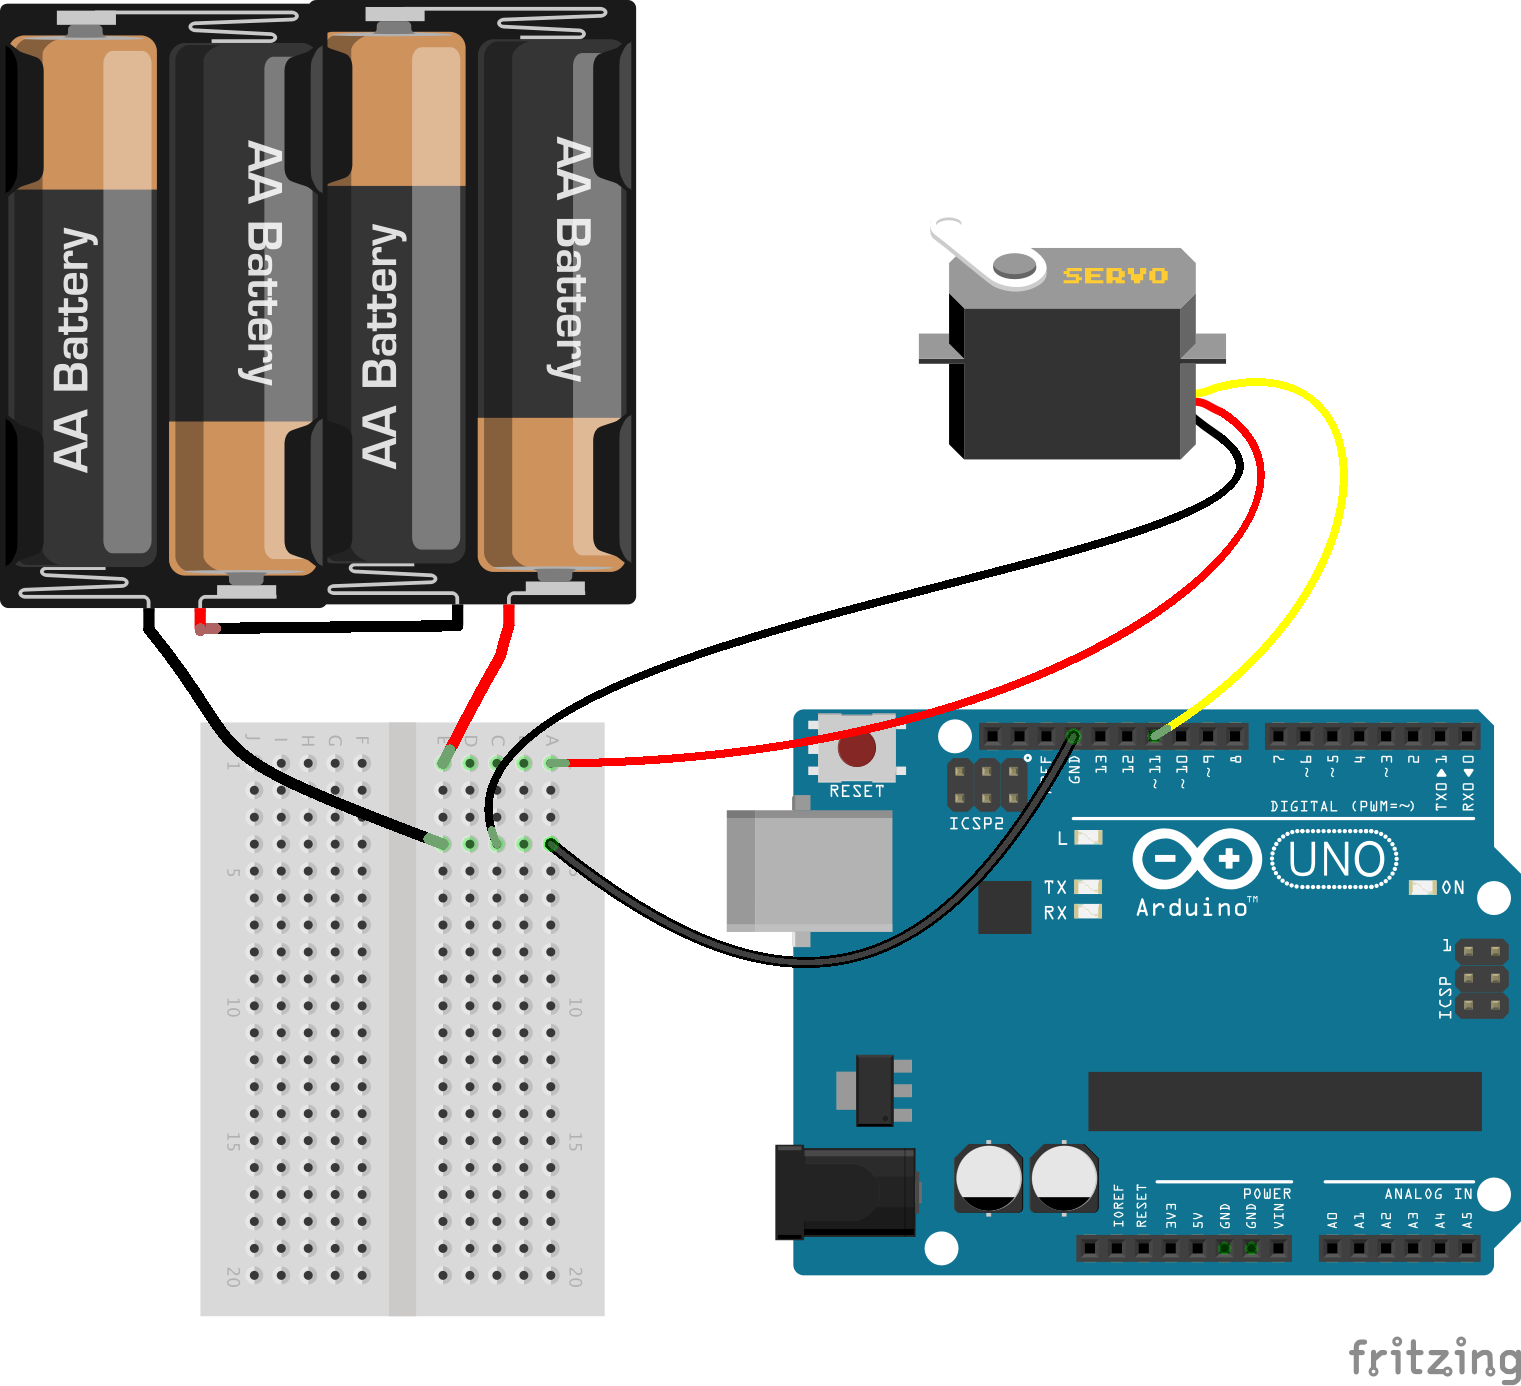 AA Battery
AA Battery
AA Battery
AA Battery
SERVO
J I H G F E D C A
1
5
10 10
15 15
20 20
RESET
ICSP2
GND 13 12 ~11 ~10 ~9 8
7 ~6 ~5 4 ~3 2 TX0▶1 RX0◀0
DIGITAL (PWM=~)
L
TX
RX
UNO
Arduino™
ON
1
ICSP
IOREF RESET 3V3 5V GND GND VIN
POWER
A0 A1 A2 A3 A4 A5
ANALOG IN
fritzing